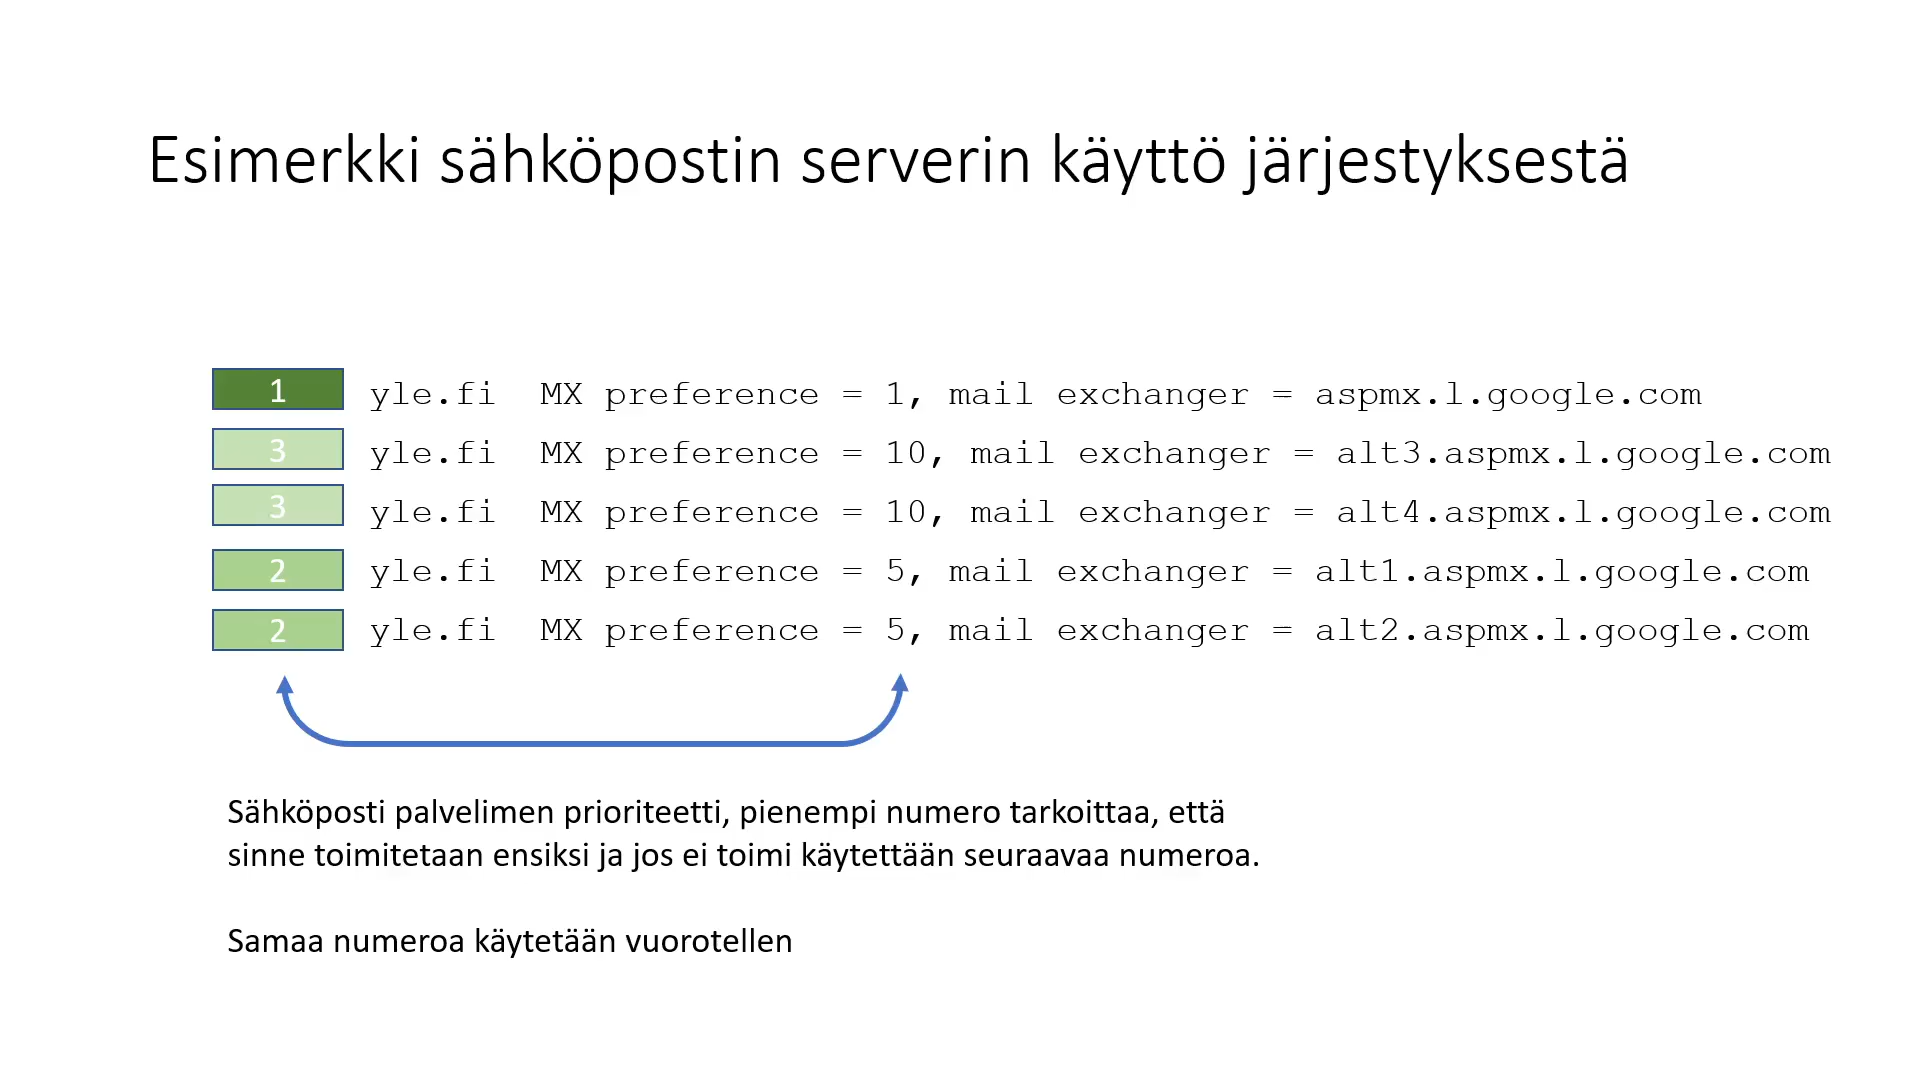 Esimerkki sähköpostin serverin käyttö järjestyksestä
1 yle.fi MX preference = 1, mail exchanger = aspmx.l.google.com
3 yle.fi MX preference = 10, mail exchanger = alt3.aspmx.l.google.com
3 yle.fi MX preference = 10, mail exchanger = alt4.aspmx.l.google.com
2 yle.fi MX preference = 5, mail exchanger = alt1.aspmx.l.google.com
2 yle.fi MX preference = 5, mail exchanger = alt2.aspmx.l.google.com
Sähköposti palvelimen prioriteetti, pienempi numero tarkoittaa, että
sinne toimitetaan ensiksi ja jos ei toimi käytettään seuraavaa numeroa.
Samaa numeroa käytetään vuorotellen